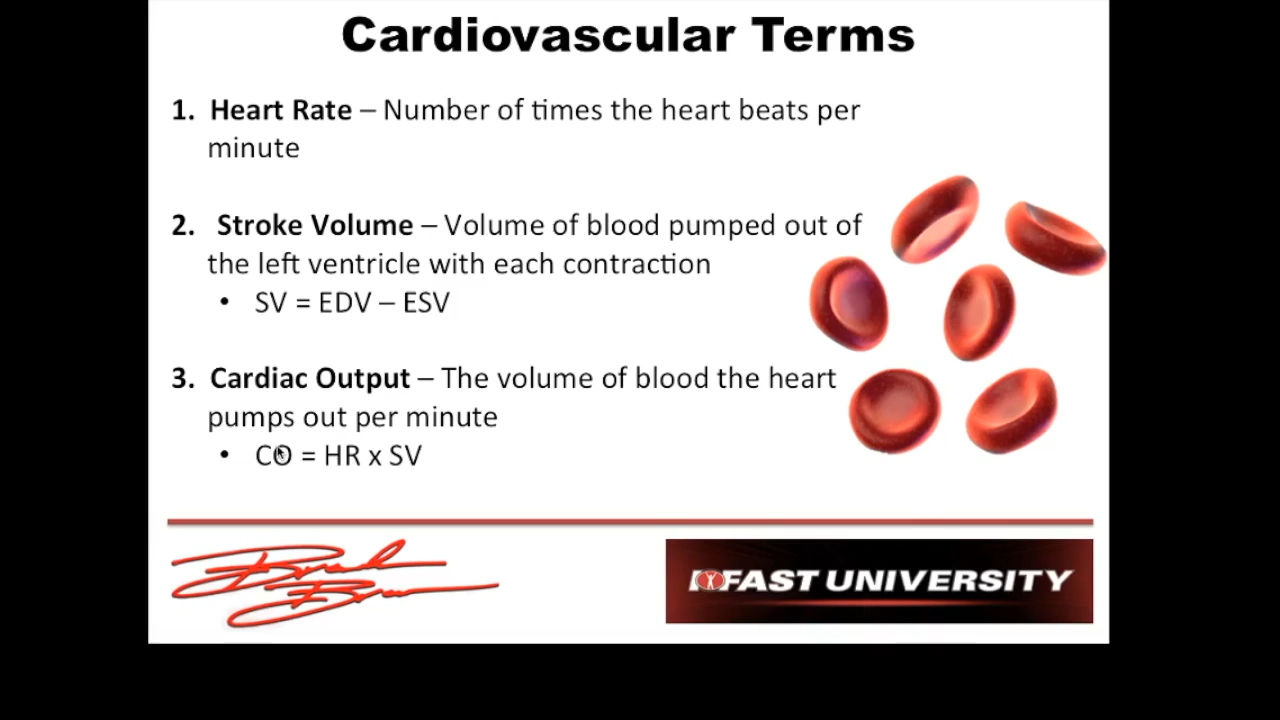 Cardiovascular Terms
1. Heart Rate – Number of times the heart beats per
minute
2. Stroke Volume – Volume of blood pumped out of
the left ventricle with each contraction
• SV = EDV – ESV
3. Cardiac Output – The volume of blood the heart
pumps out per minute
• CO = HR x SV
FAST UNIVERSITY